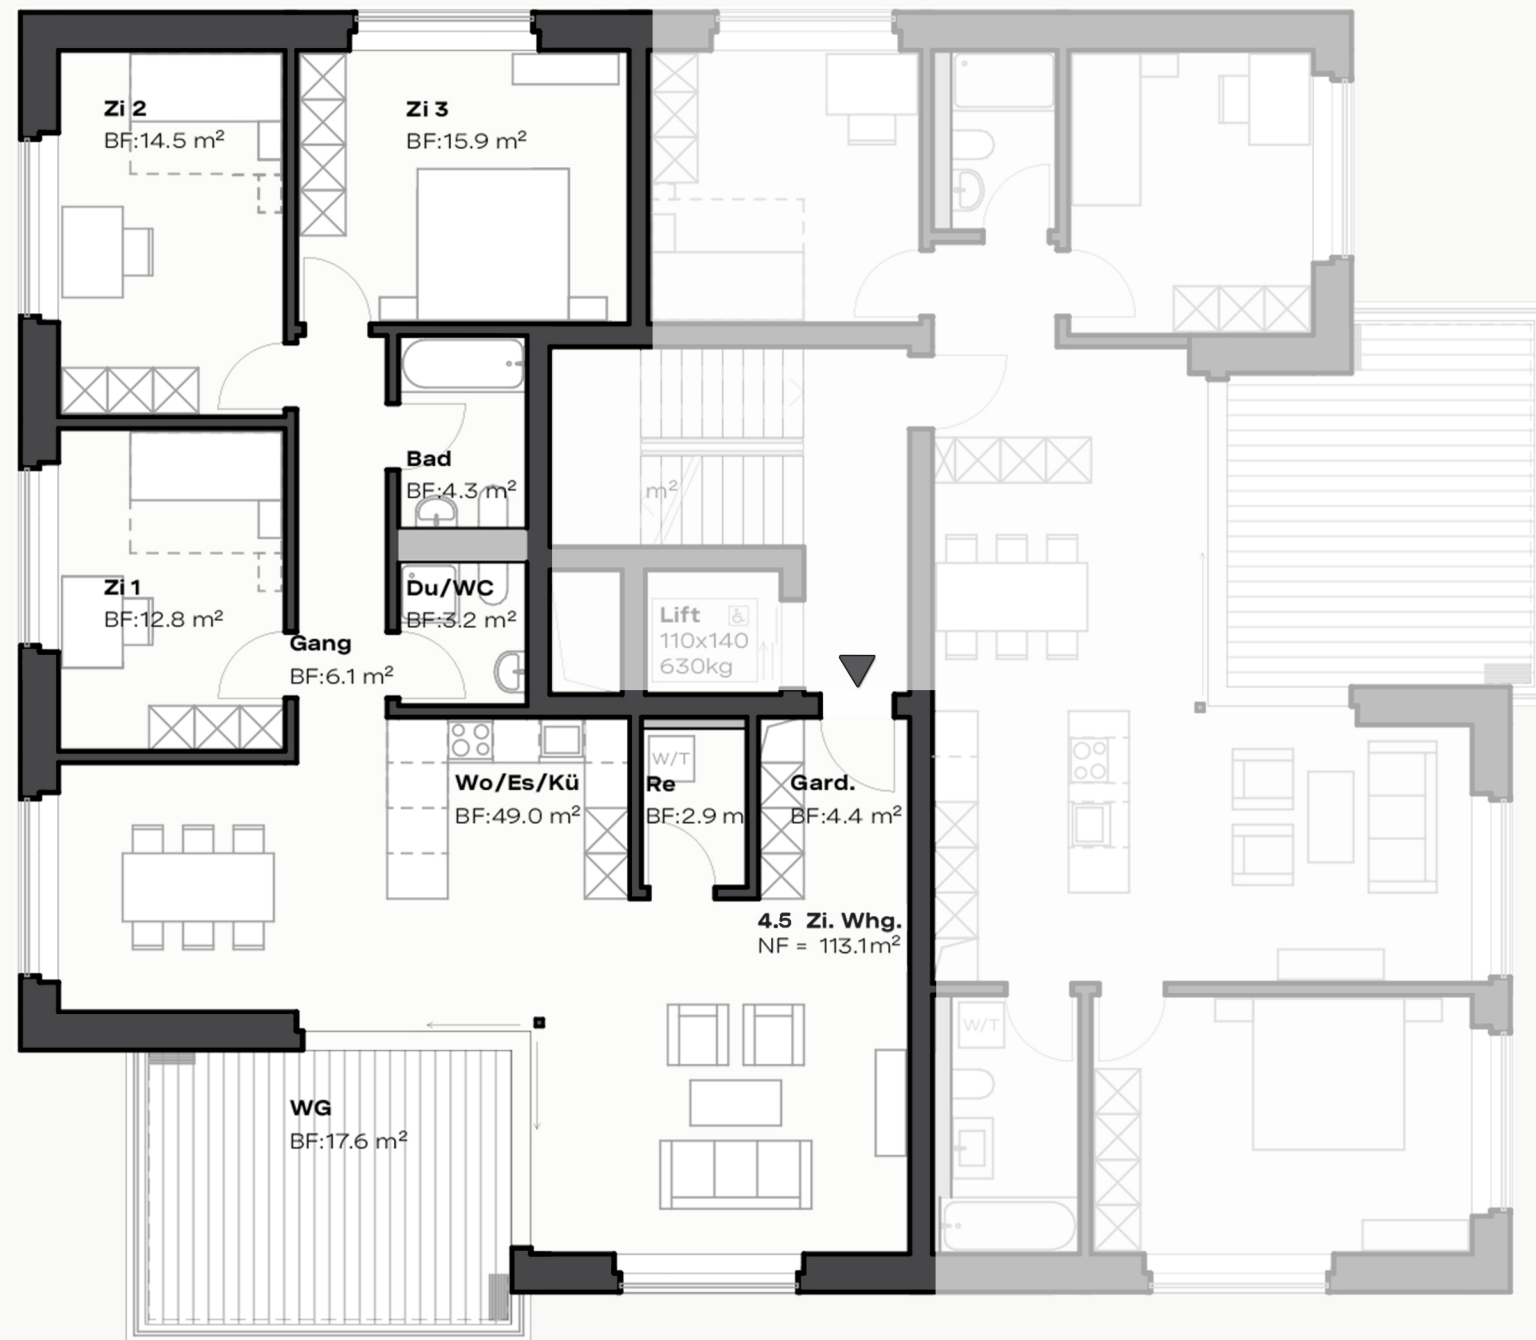 Zi 2
BF:14.5 m²
Zi 3
BF:15.9 m²
Bad
BF:4.3 m²
m²
Zi 1
BF:12.8 m²
Du/WC
BF:3.2 m²
Lift
110x140
630kg
Gang
BF:6.1 m²
W/T
Wo/Es/Kü
BF:49.0 m²
Re
BF:2.9 m
Gard.
BF:4.4 m²
4.5 Zi. Whg.
NF = 113.1m²
W/T
WG
BF:17.6 m²